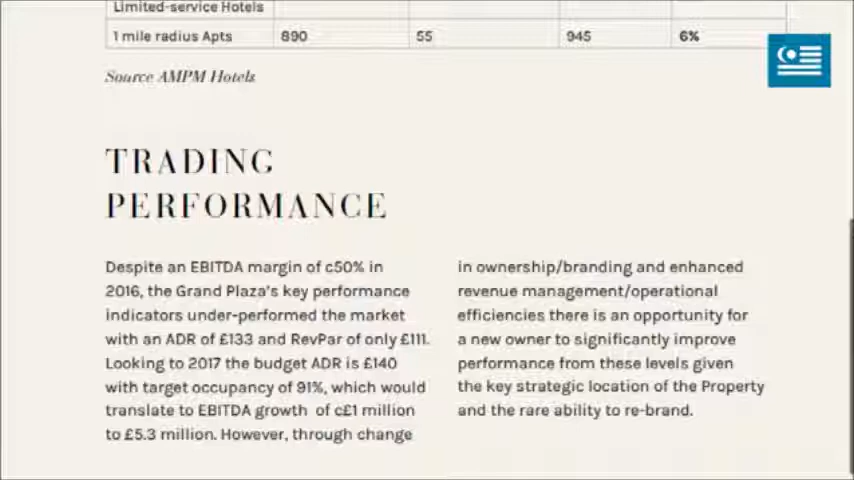 Limited-service Hotels
1 mile radius Apts 890 55 945 6%
Source AMPM Hotels
TRADING
PERFORMANCE
Despite an EBITDA margin of c50% in
2016, the Grand Plaza's key performance
indicators under-performed the market
with an ADR of £133 and RevPar of only £111.
Looking to 2017 the budget ADR is £140
with target occupancy of 91%, which would
translate to EBITDA growth of c£1 million
to £5.3 million. However, through change
in ownership/branding and enhanced
revenue management/operational
efficiencies there is an opportunity for
a new owner to significantly improve
performance from these levels given
the key strategic location of the Property
and the rare ability to re-brand.